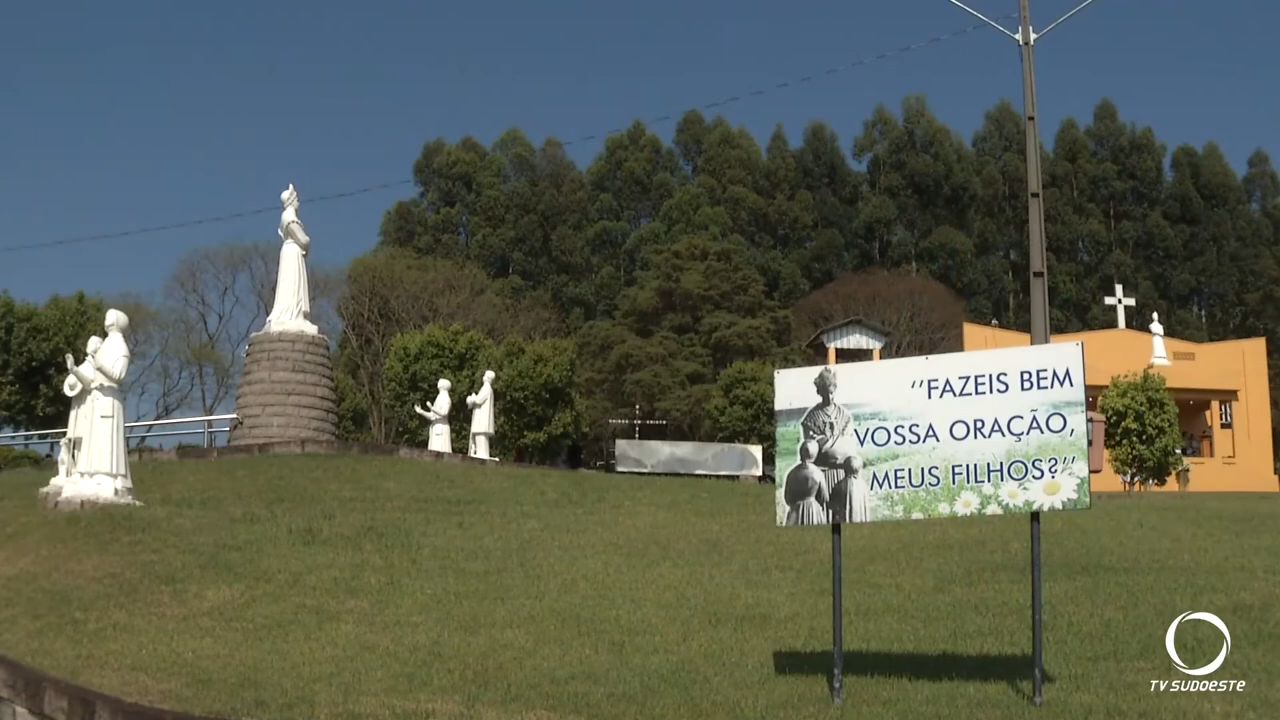 ''FAZEIS BEM
VOSSA ORAÇÃO,
MEUS FILHOS?''
TV SUDOESTE